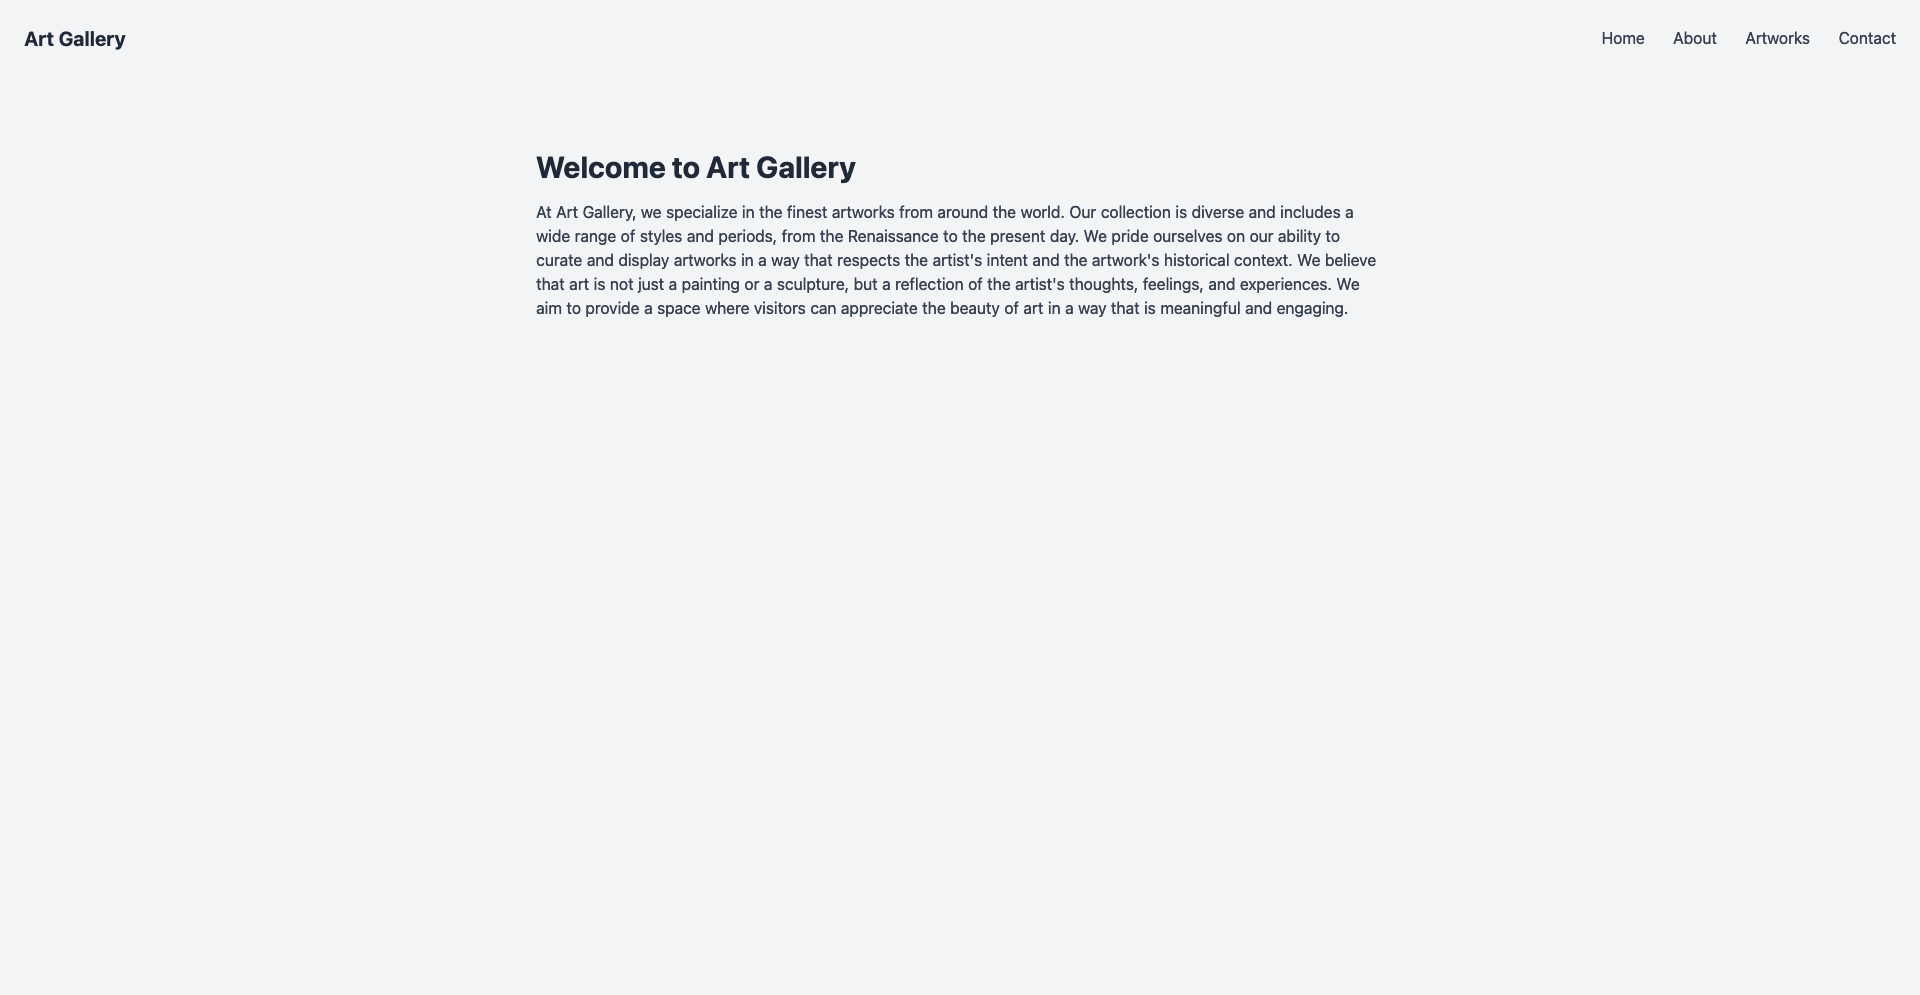 Art Gallery
Home
About
Artworks
Contact
Welcome to Art Gallery
At Art Gallery, we specialize in the finest artworks from around the world. Our collection is diverse and includes a
wide range of styles and periods, from the Renaissance to the present day. We pride ourselves on our ability to
curate and display artworks in a way that respects the artist's intent and the artwork's historical context. We believe
that art is not just a painting or a sculpture, but a reflection of the artist's thoughts, feelings, and experiences. We
aim to provide a space where visitors can appreciate the beauty of art in a way that is meaningful and engaging.